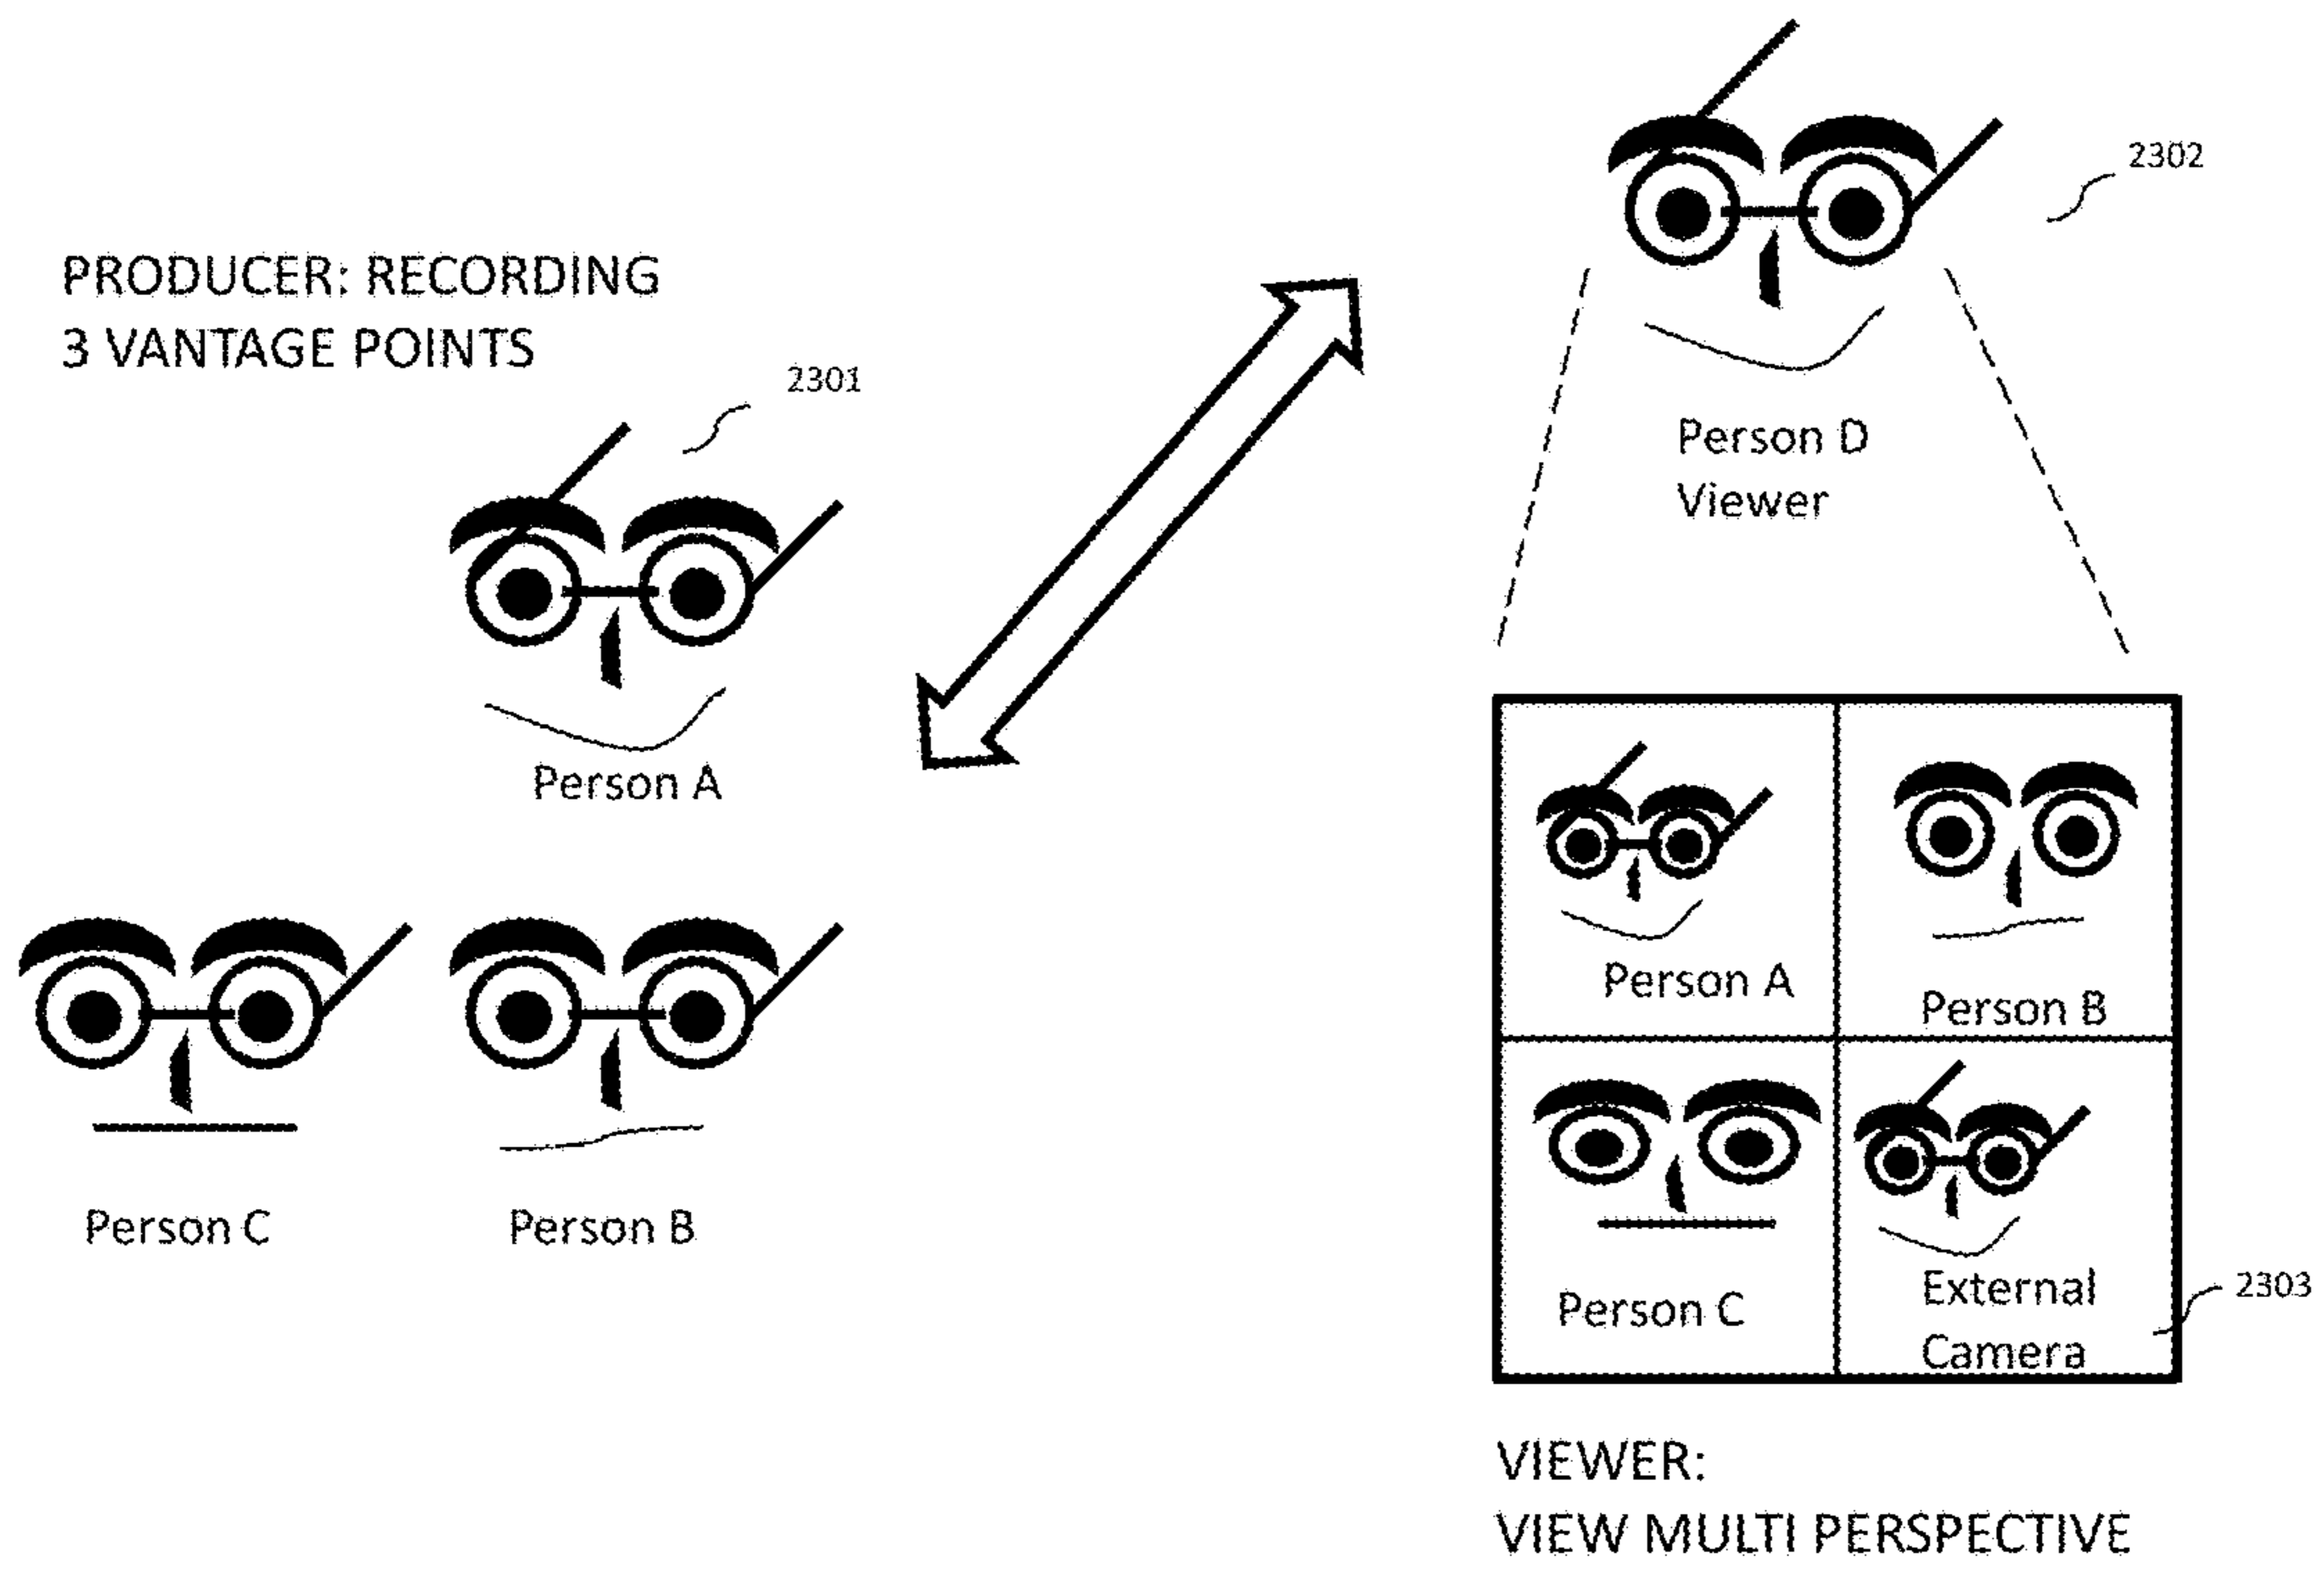 PRODUCER: RECORDING
3 VANTAGE POINTS
2301
Person A
Person C
Person B
2302
Person D
Viewer
Person A
Person B
Person C
External
Camera
2303
VIEWER:
VIEW MULTI PERSPECTIVE